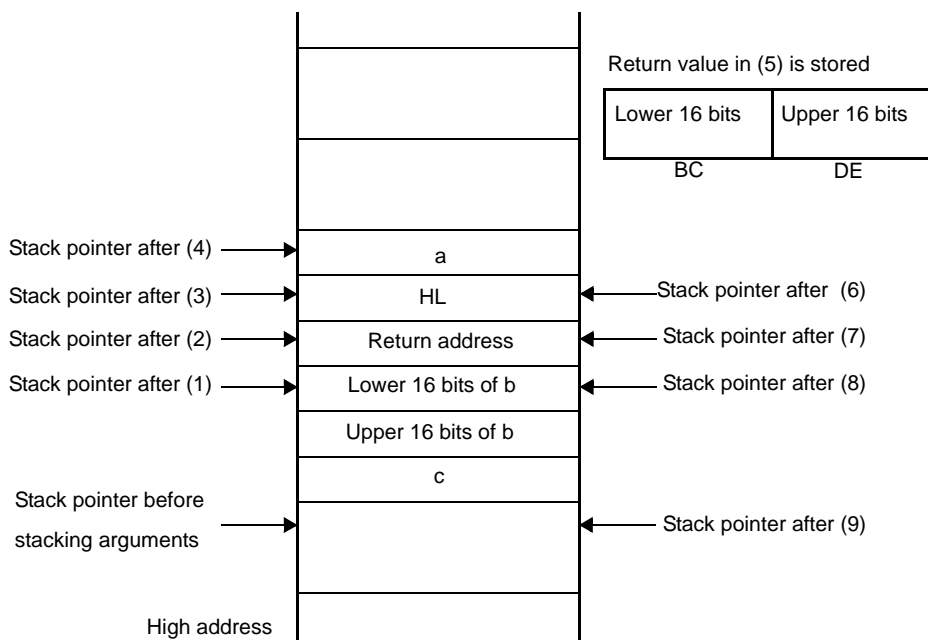 Return value in (5) is stored
Lower 16 bits Upper 16 bits
BC DE
Stack pointer after (4)
a
Stack pointer after (3)
HL
Stack pointer after (6)
Stack pointer after (2)
Return address
Stack pointer after (7)
Stack pointer after (1)
Lower 16 bits of b
Stack pointer after (8)
Upper 16 bits of b
c
Stack pointer before
stacking arguments
Stack pointer after (9)
High address